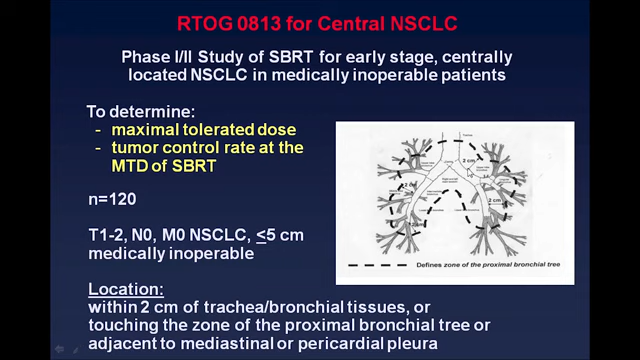 RTOG 0813 for Central NSCLC
Phase I/II Study of SBRT for early stage, centrally
located NSCLC in medically inoperable patients
To determine:
- maximal tolerated dose
- tumor control rate at the
MTD of SBRT
n=120
T1-2, N0, M0 NSCLC, <5 cm
medically inoperable
Location:
within 2 cm of trachea/bronchial tissues, or
touching the zone of the proximal bronchial tree or
adjacent to mediastinal or pericardial pleura
2 cm
2 cm
Defines zone of the proximal bronchial tree